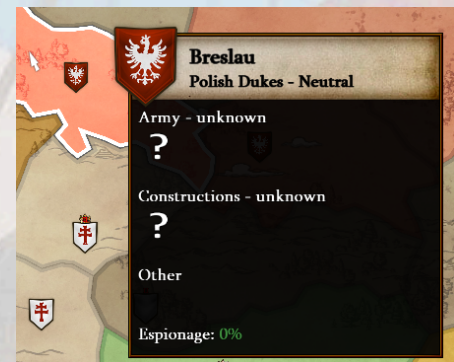 Breslau
Polish Dukes - Neutral
Army - unknown
?
Constructions - unknown
?
Other
Espionage: 0%